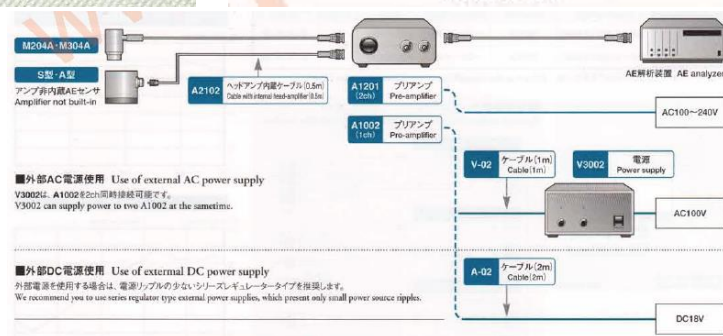 M204A・M304A
S型・A型
アンプ非内蔵AEセンサ
Amplifier not built-in
A2102
ヘッドアンプ内蔵ケーブル(0.5m)
Cable with internal head-amplifier(0.5m)
A1201
(2ch)
プリアンプ
Pre-amplifier
A1002
(1ch)
プリアンプ
Pre-amplifier
AE解析装置 AE analyzer
AC100~240V
■外部AC電源使用 Use of external AC power supply
V3002は、A1002を2ch同時接続可能です。
V3002 can supply power to two A1002 at the sametime.
V-02
ケーブル(1m)
Cable(1m)
V3002
電源
Power supply
AC100V
■外部DC電源使用 Use of external DC power supply
外部電源を使用する場合は、電源リップルの少ないシリーズレギュレータータイプを推奨します。
We recommend you to use series regulator type external power supplies, which present only small power source ripples.
A-02
ケーブル(2m)
Cable(2m)
DC18V